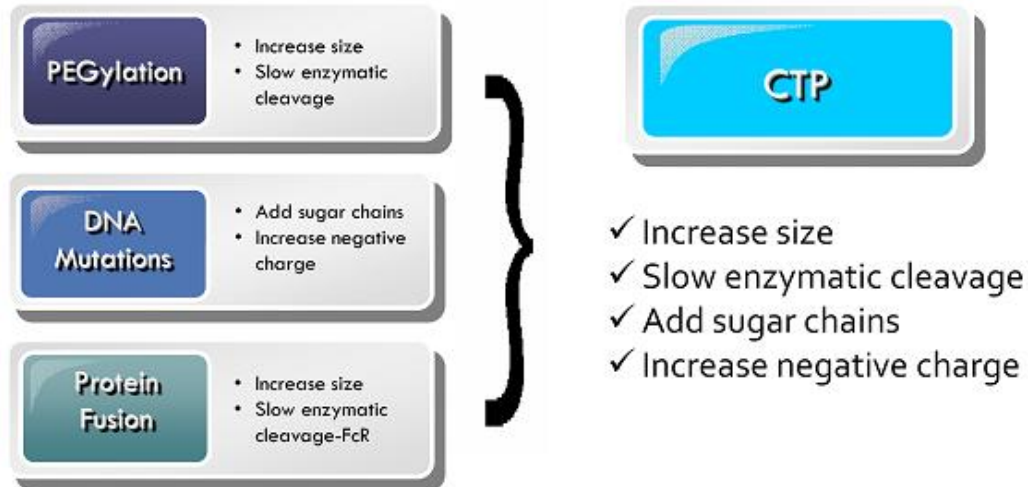 PEGylation
• Increase size
• Slow enzymatic
cleavage
DNA
Mutations
• Add sugar chains
• Increase negative
charge
Protein
Fusion
• Increase size
• Slow enzymatic
cleavage-FcR
CTP
✓ Increase size
✓ Slow enzymatic cleavage
✓ Add sugar chains
✓ Increase negative charge